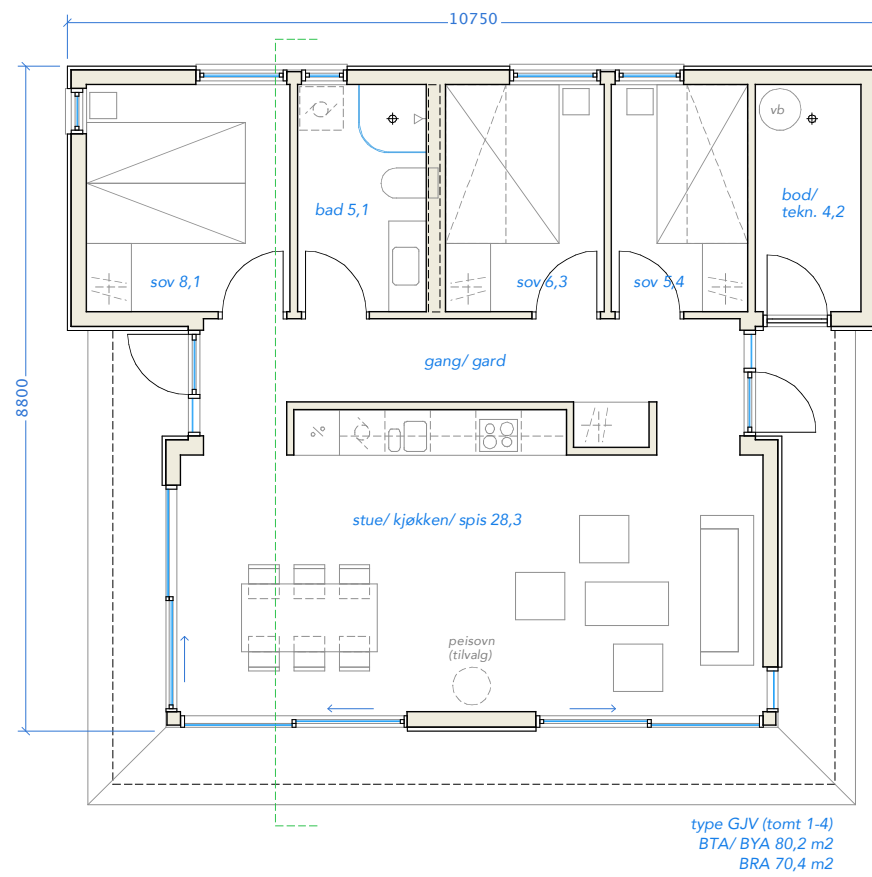 10750
vb
bod/
tekn. 4,2
bad 5,1
sov 8,1
sov 6,3
sov 5,4
gang/ gard
8800
%
stue/ kjøkken/ spis 28,3
peisovn
(tilvalg)
type GJV (tomt 1-4)
BTA/ BYA 80,2 m2
BRA 70,4 m2